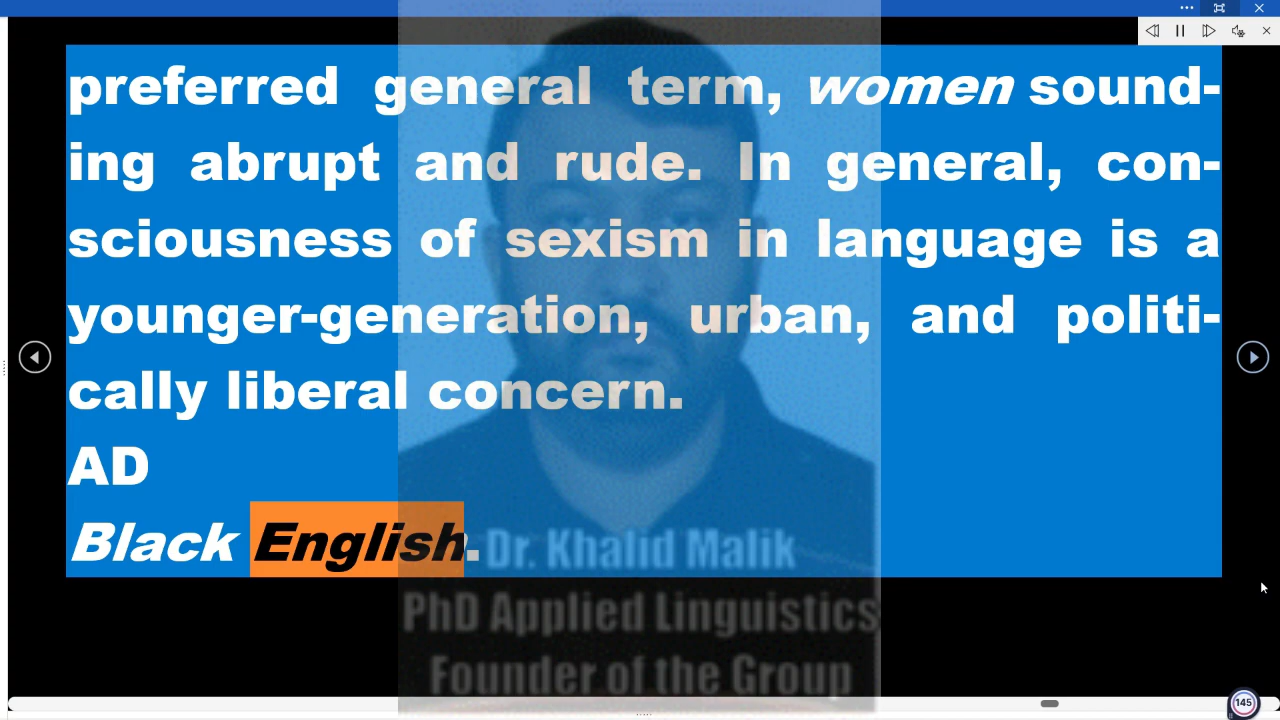 preferred general term, women sound-
ing abrupt and rude. In general, con-
sciousness of sexism in language is a
younger-generation, urban, and politi-
cally liberal concern.
AD
Black English.
Dr. Khalid Malik
PhD Applied Linguistics
Founder of the Group
145